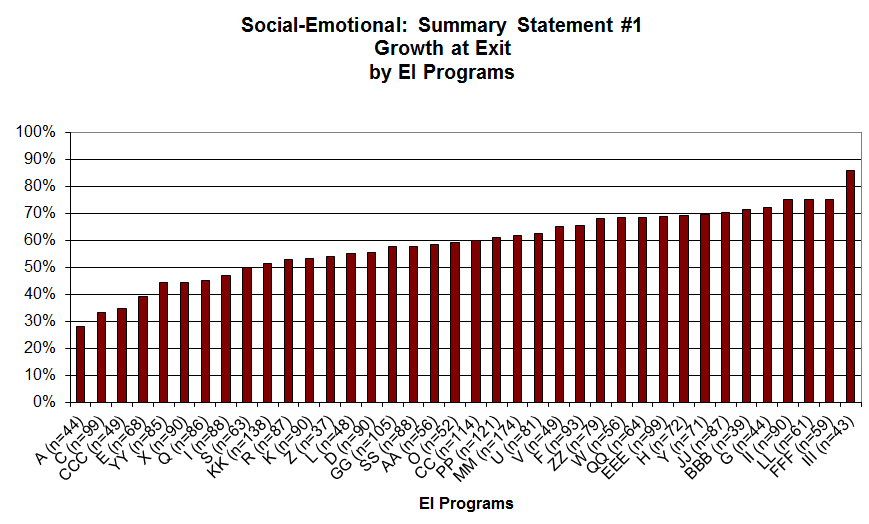 Social-Emotional: Summary Statement #1
Growth at Exit
by EI Programs
100%
90%
80%
70%
60%
50%
40%
30%
20%
10%
0%
A (n=44)
C (n=99)
CCC (n=49)
E (n=68)
YY (n=85)
X (n=90)
Q (n=86)
I (n=88)
S (n=63)
KK (n=138)
R (n=87)
K (n=90)
Z (n=37)
L (n=48)
D (n=90)
GG (n=105)
SS (n=88)
AA (n=56)
O (n=52)
CC (n=114)
PP (n=121)
MM (n=174)
U (n=81)
V (n=49)
F (n=93)
ZZ (n=79)
W (n=56)
QQ (n=64)
EEE (n=99)
H (n=72)
Y (n=71)
JJ (n=87)
BBB (n=39)
G (n=44)
II (n=90)
LL (n=61)
FFF (n=59)
III (n=43)
EI Programs